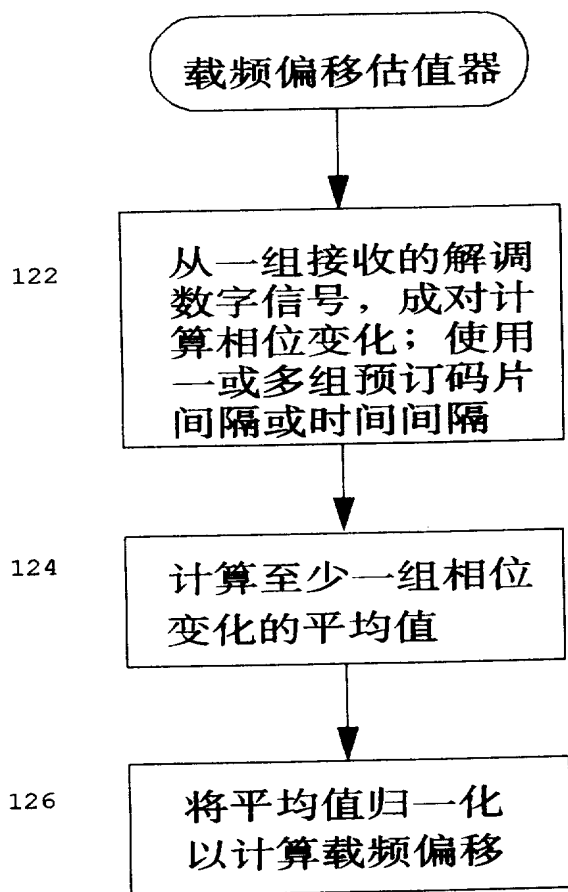 载频偏移估值器
122
从一组接收的解调
数字信号，成对计
算相位变化；使用
一或多组预订码片
间隔或时间间隔
124
计算至少一组相位
变化的平均值
126
将平均值归一化
以计算载频偏移